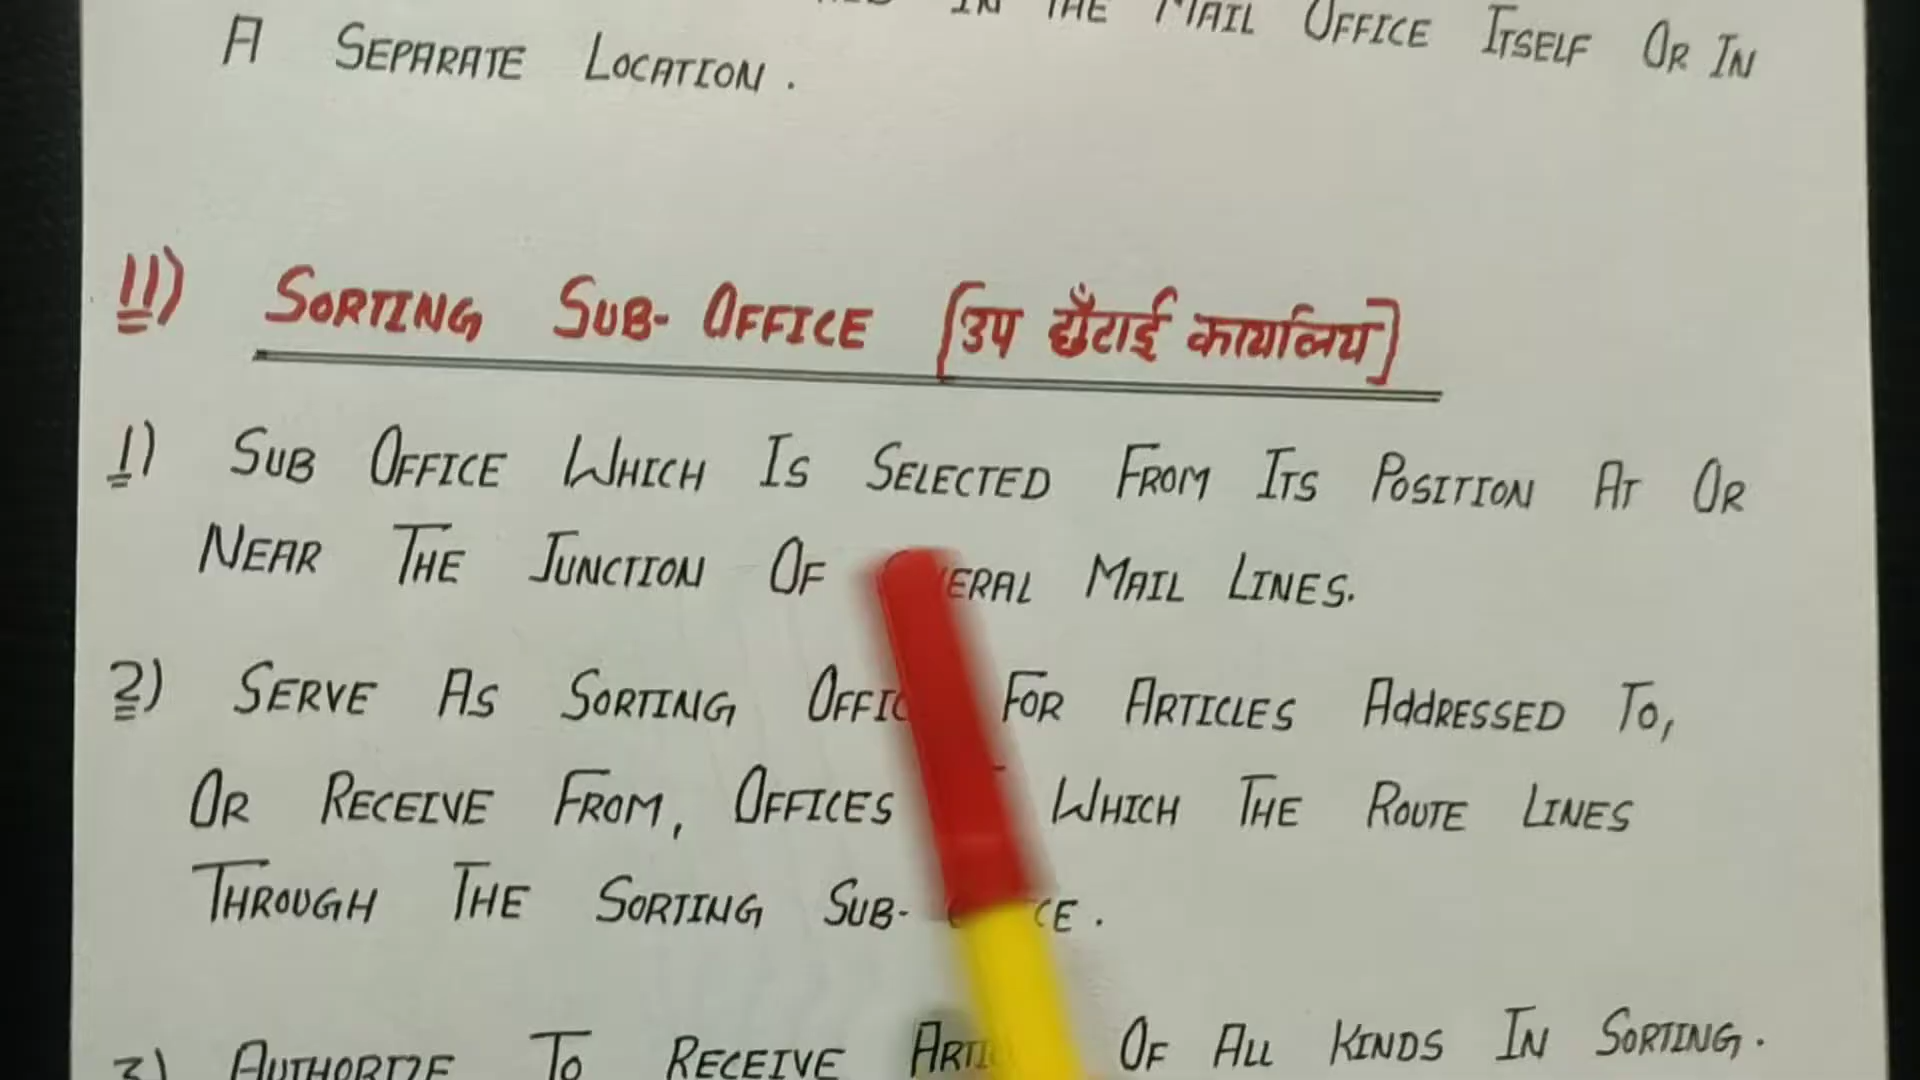 IN THE MAIL OFFICE ITSELF OR IN
A SEPARATE LOCATION.
11) SORTING SUB-OFFICE [उप छँटाई कार्यालय]
1) SUB OFFICE WHICH IS SELECTED FROM ITS POSITION AT OR
NEAR THE JUNCTION OF MAIL LINES.
2) SERVE AS SORTING FOR ARTICLES ADDRESSED TO,
OR RECEIVE FROM, OFFICES WHICH THE ROUTE LINES
THROUGH THE SORTING SUB-
3) AUTHORIZE TO RECEIVE OF ALL KINDS IN SORTING.